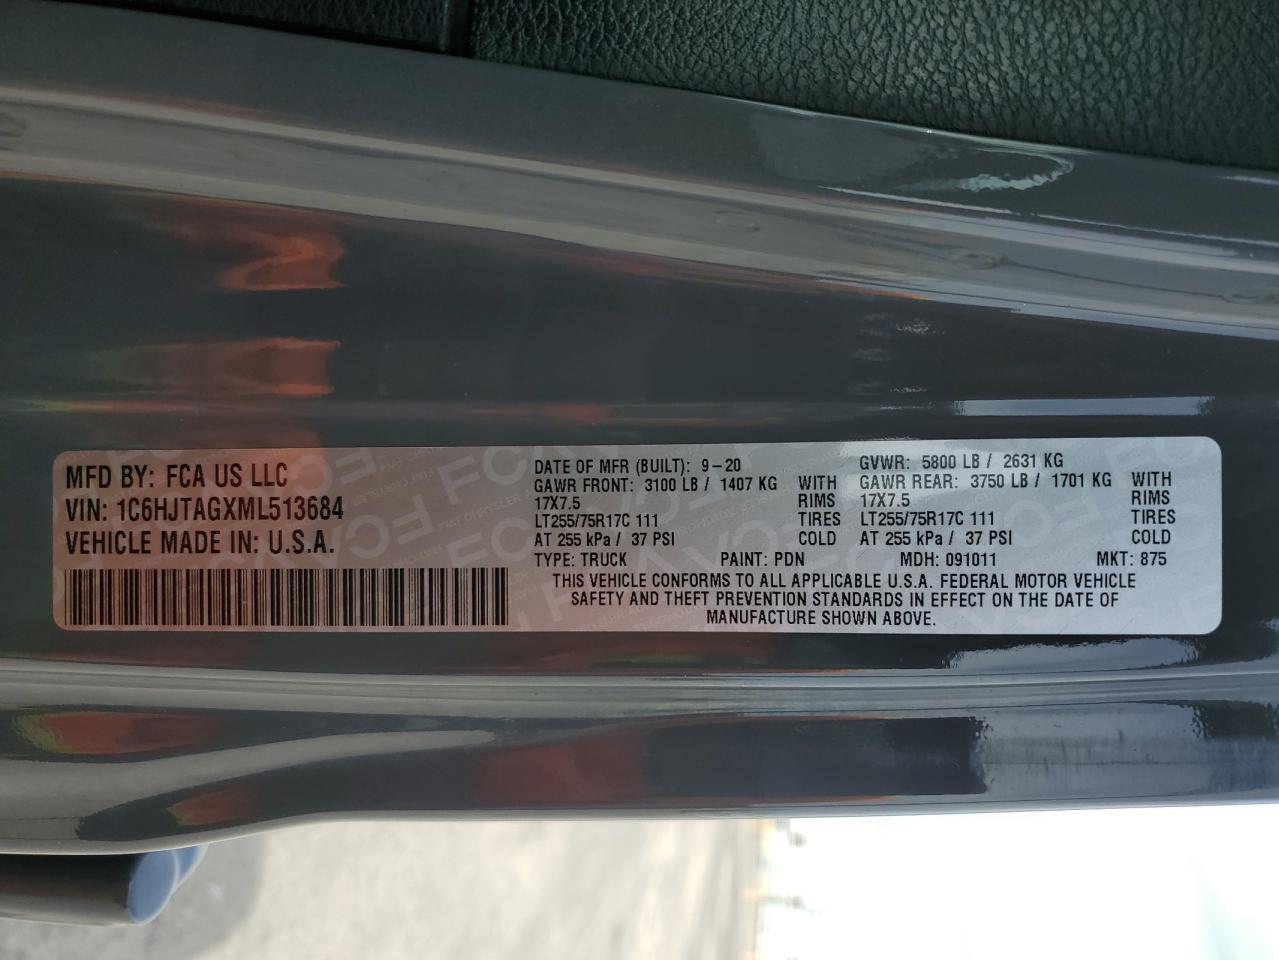 MFD BY: FCA US LLC
VIN: 1C6HJTAGXML513684
VEHICLE MADE IN: U.S.A.
DATE OF MFR (BUILT): 9-20
GAWR FRONT: 3100 LB / 1407 KG WITH
17X7.5 RIMS
LT255/75R17C 111 TIRES
AT 255 kPa / 37 PSI COLD
GVWR: 5800 LB / 2631 KG
GAWR REAR: 3750 LB / 1701 KG WITH
17X7.5 RIMS
LT255/75R17C 111 TIRES
AT 255 kPa / 37 PSI COLD
TYPE: TRUCK PAINT: PDN MDH: 091011 MKT: 875
THIS VEHICLE CONFORMS TO ALL APPLICABLE U.S.A. FEDERAL MOTOR VEHICLE
SAFETY AND THEFT PREVENTION STANDARDS IN EFFECT ON THE DATE OF
MANUFACTURE SHOWN ABOVE.